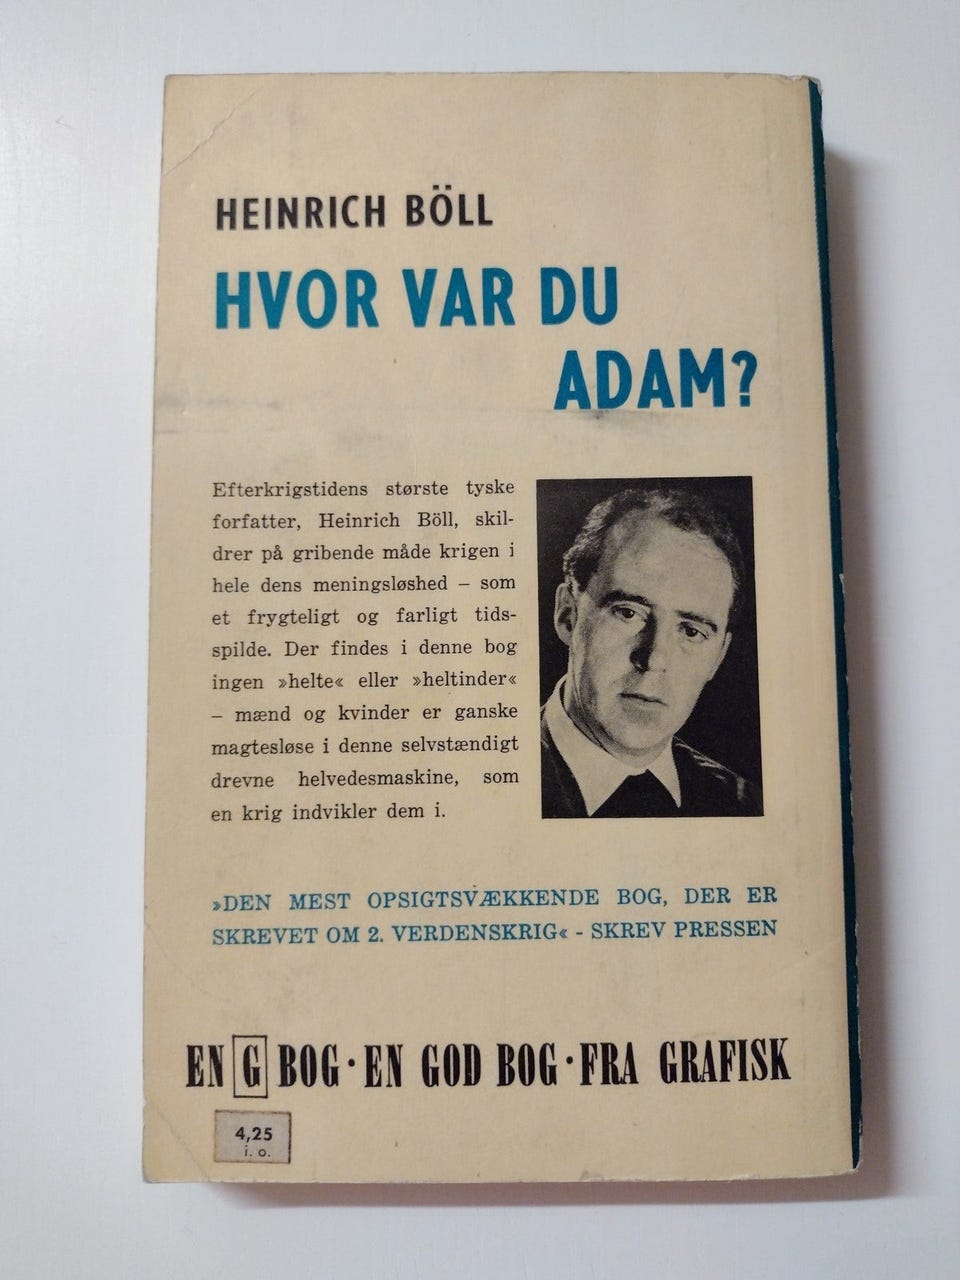 HEINRICH BÖLL
HVOR VAR DU
ADAM?
Efterkrigstidens største tyske
forfatter, Heinrich Böll, skil-
drer på gribende måde krigen i
hele dens meningsløshed – som
et frygteligt og farligt tids-
spilde. Der findes i denne bog
ingen »helte« eller »heltinder«
– mænd og kvinder er ganske
magtesløse i denne selvstændigt
drevne helvedesmaskine, som
en krig indvikler dem i.
»DEN MEST OPSIGTSVÆKKENDE BOG, DER ER
SKREVET OM 2. VERDENSKRIG« - SKREV PRESSEN
EN G BOG · EN GOD BOG · FRA GRAFISK
4,25
i. o.